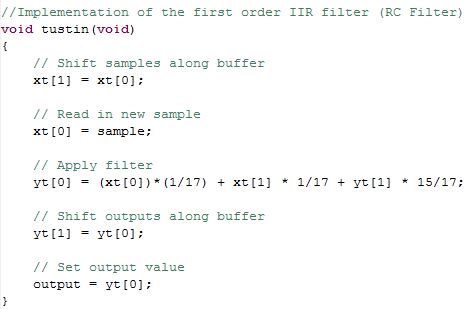 //Implementation of the first order IIR filter (RC Filter)
void tustin(void)
{
// Shift samples along buffer
xt[1] = xt[0];
// Read in new sample
xt[0] = sample;
// Apply filter
yt[0] = (xt[0])*(1/17) + xt[1] * 1/17 + yt[1] * 15/17;
// Shift outputs along buffer
yt[1] = yt[0];
// Set output value
output = yt[0];
}